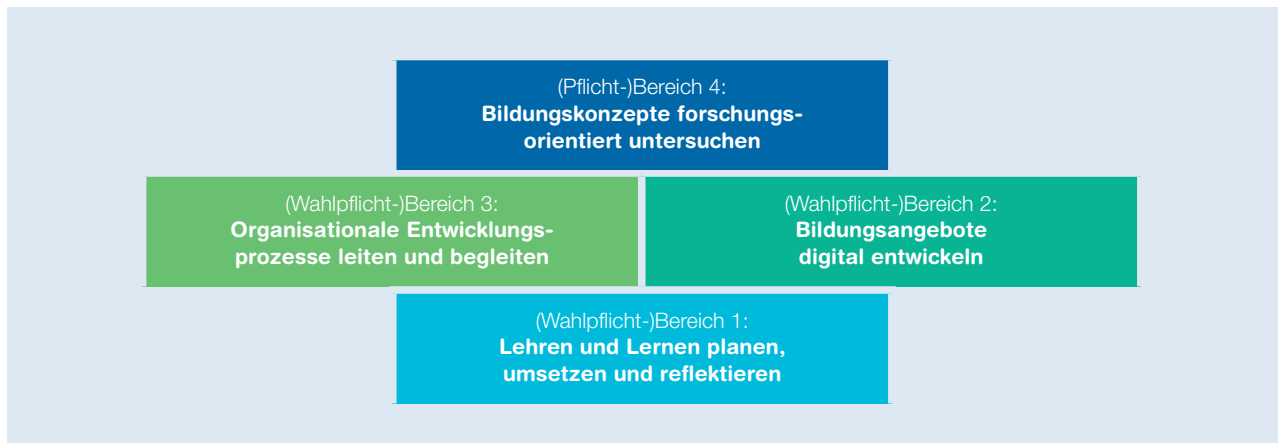 (Pflicht-)Bereich 4:
Bildungskonzepte forschungs-
orientiert untersuchen
(Wahlpflicht-)Bereich 3:
Organisationale Entwicklungs-
prozesse leiten und begleiten
(Wahlpflicht-)Bereich 2:
Bildungsangebote
digital entwickeln
(Wahlpflicht-)Bereich 1:
Lehren und Lernen planen,
umsetzen und reflektieren